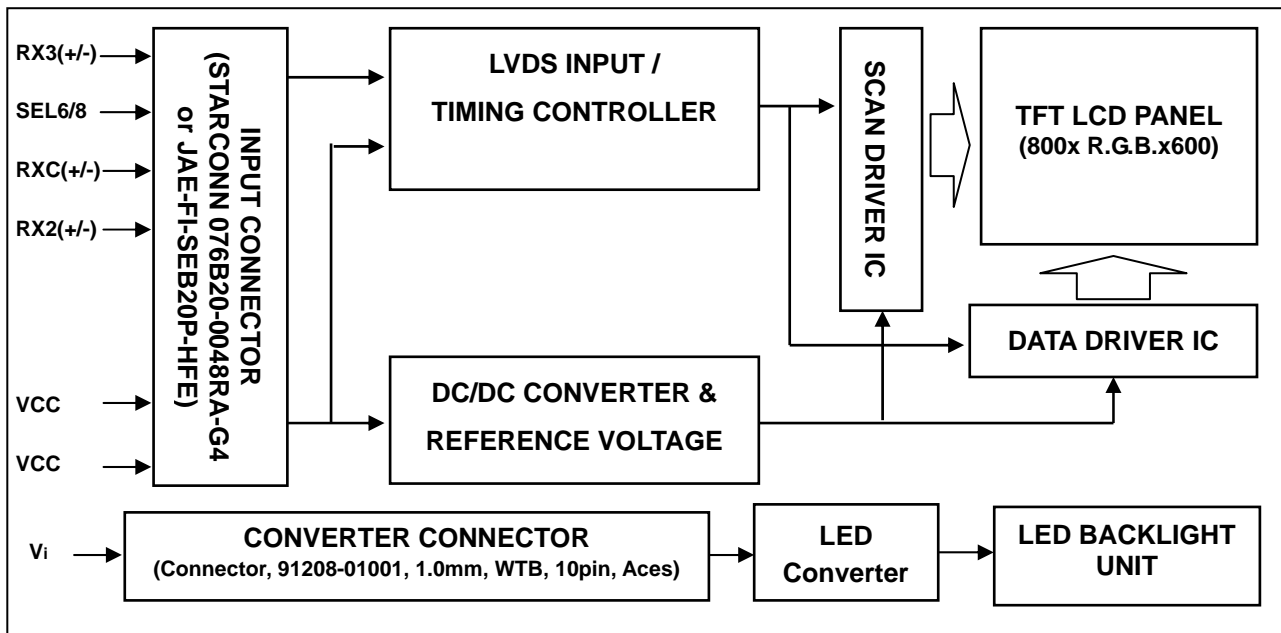 RX3(+/-)
SEL6/8
RXC(+/-)
RX2(+/-)
VCC
VCC
INPUT CONNECTOR
(STARCONN 076B20-0048RA-G4
or JAE-FI-SEB20P-HFE)
LVDS INPUT /
TIMING CONTROLLER
SCAN DRIVER IC
TFT LCD PANEL
(800x R.G.B.x600)
DATA DRIVER IC
DC/DC CONVERTER &
REFERENCE VOLTAGE
Vi
CONVERTER CONNECTOR
(Connector, 91208-01001, 1.0mm, WTB, 10pin, Aces)
LED
Converter
LED BACKLIGHT
UNIT